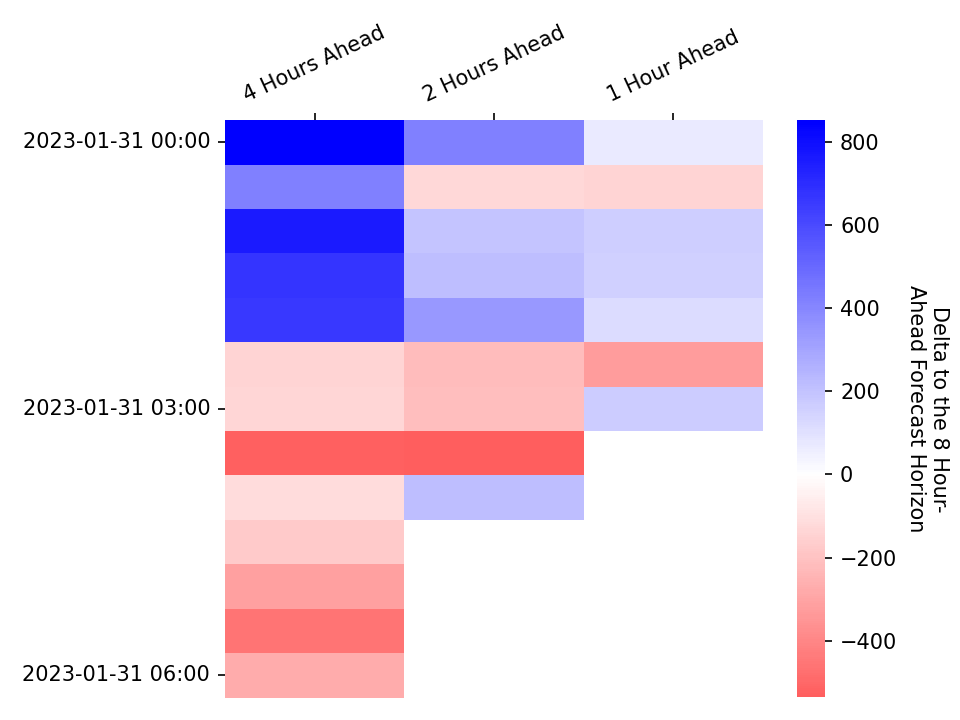 4 Hours Ahead
2 Hours Ahead
1 Hour Ahead
2023-01-31 00:00
2023-01-31 03:00
2023-01-31 06:00
800
600
400
200
0
−200
−400
Delta to the 8 Hour-
Ahead Forecast Horizon